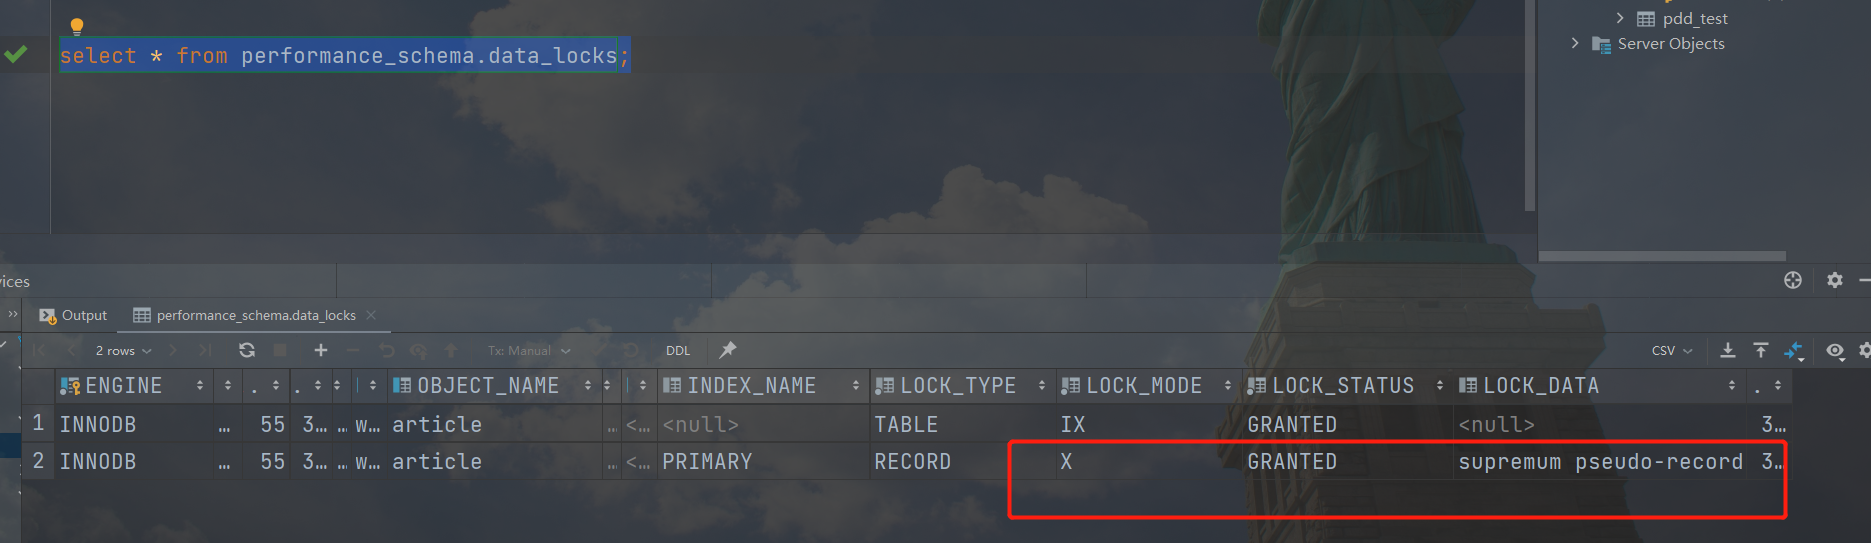 pdd_test
Server Objects
select * from performance_schema.data_locks;
vices
Output performance_schema.data_locks
2 rows Tx: Manual DDL CSV
ENGINE . . OBJECT_NAME INDEX_NAME LOCK_TYPE LOCK_MODE LOCK_STATUS LOCK_DATA .
1 INNODB … 55 3… … w… article … <… <null> TABLE IX GRANTED <null> 3…
2 INNODB … 55 3… … w… article … <… PRIMARY RECORD X GRANTED supremum pseudo-record 3…